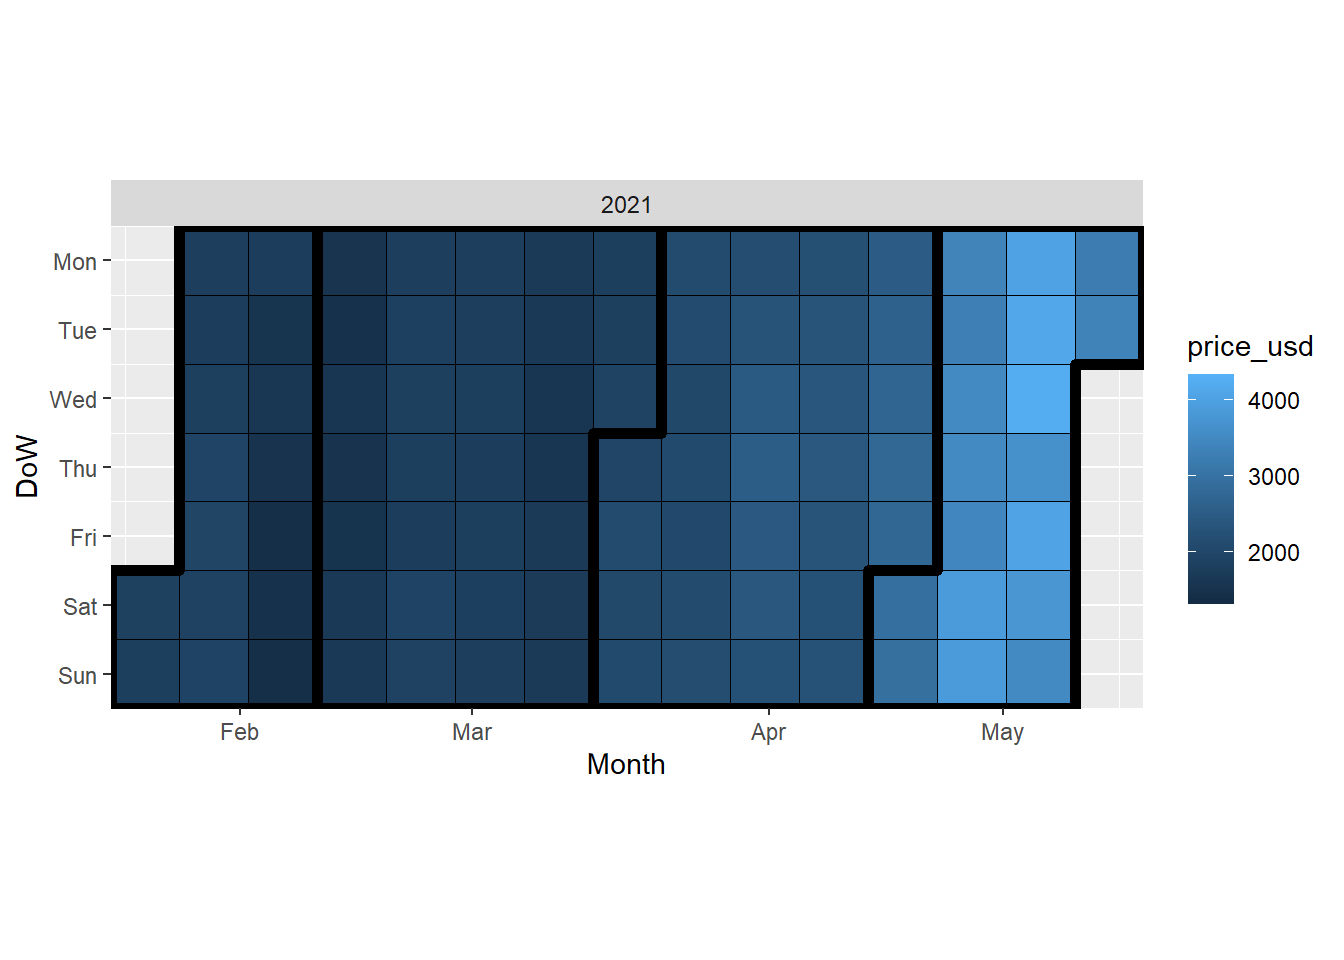 2021
Mon
Tue
Wed
Thu
Fri
Sat
Sun
DoW
Feb Mar Apr May
Month
price_usd
4000
3000
2000